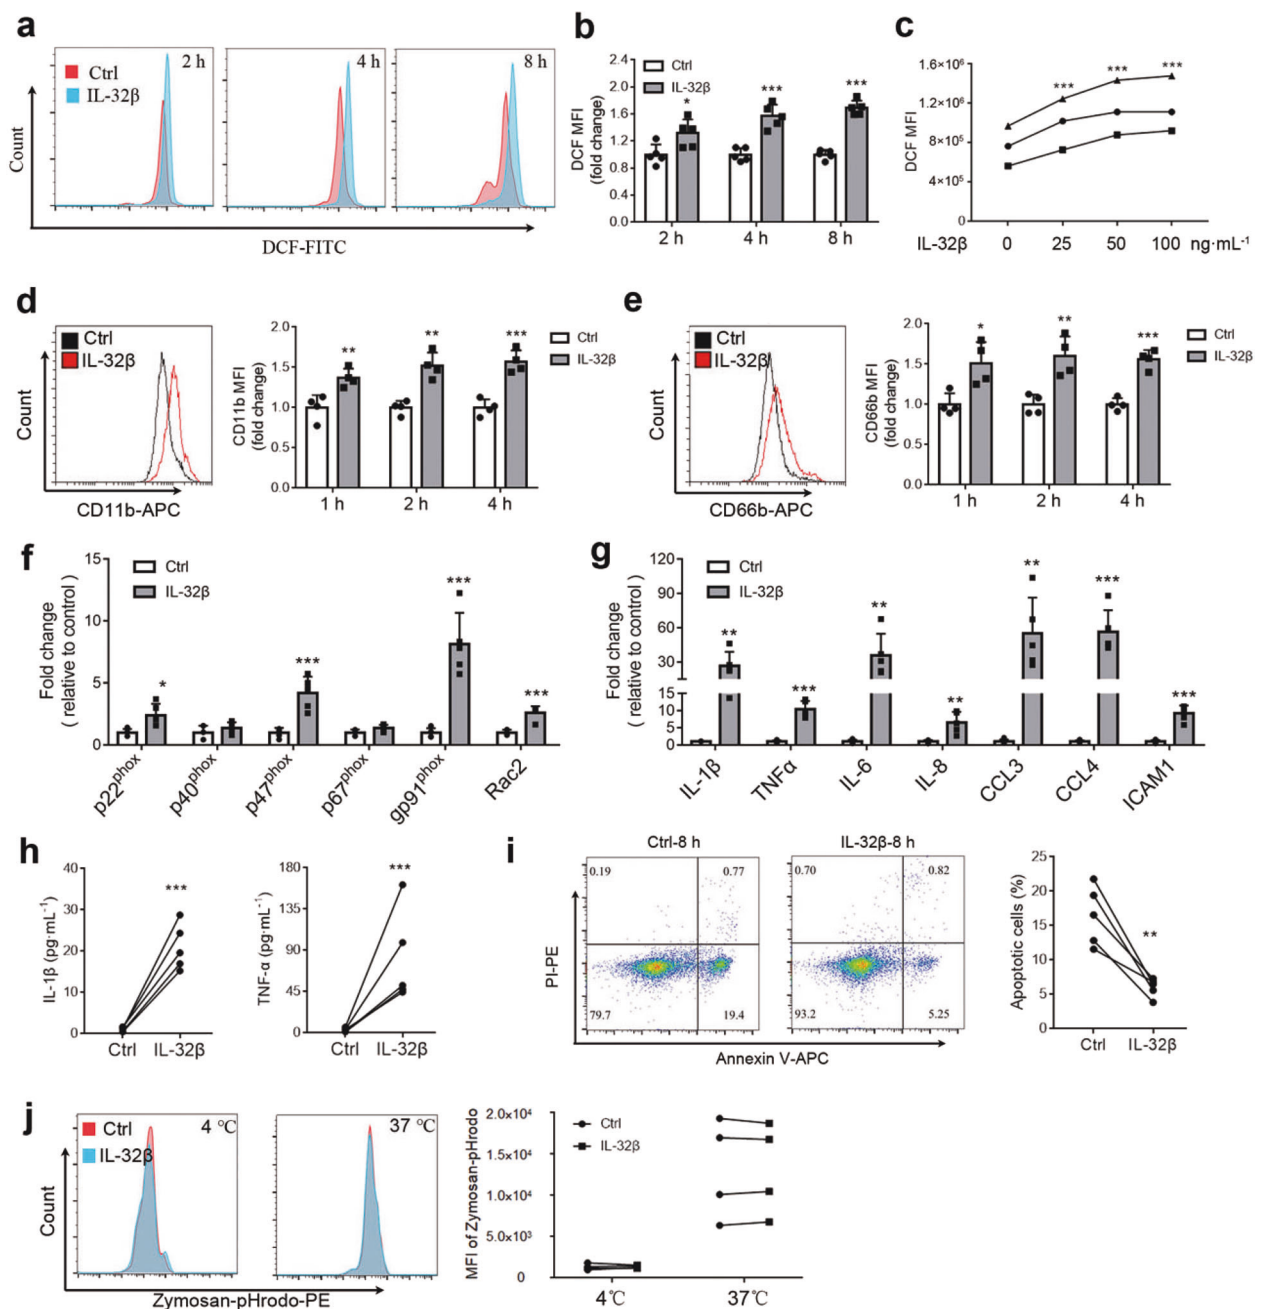 a
Ctrl
IL-32β
2 h
4 h
8 h
Count
DCF-FITC
b
Ctrl
IL-32β
DCF MFI
(fold change)
2.4
2.0
1.6
1.2
0.8
0.4
0.0
*
***
***
2 h
4 h
8 h
c
DCF MFI
1.6×10⁶
1.2×10⁶
8×10⁵
4×10⁵
0
***
***
***
IL-32β 0 25 50 100 ng·mL⁻¹
d
Ctrl
IL-32β
Count
CD11b-APC
CD11b MFI
(fold change)
2.0
1.5
1.0
0.5
0.0
**
**
***
1 h
2 h
4 h
Ctrl
IL-32β
e
Ctrl
IL-32β
Count
CD66b-APC
CD66b MFI
(fold change)
2.0
1.5
1.0
0.5
0.0
*
**
***
1 h
2 h
4 h
Ctrl
IL-32β
f
Fold change
( relative to control )
15
10
5
0
Ctrl
IL-32β
*
***
***
***
p22ᵖʰᵒˣ
p40ᵖʰᵒˣ
p47ᵖʰᵒˣ
p67ᵖʰᵒˣ
gp91ᵖʰᵒˣ
Rac2
g
Fold change
( relative to control )
120
90
60
30
15
10
5
0
Ctrl
IL-32β
**
***
**
**
**
***
***
IL-1β
TNFα
IL-6
IL-8
CCL3
CCL4
ICAM1
h
IL-1β (pg·mL⁻¹)
40
30
20
10
0
***
Ctrl
IL-32β
TNF-α (pg·mL⁻¹)
180
135
90
45
0
***
Ctrl
IL-32β
i
Ctrl-8 h
0.19
0.77
79.7
19.4
IL-32β-8 h
0.70
0.82
93.2
5.25
PI-PE
Annexin V-APC
Apoptotic cells (%)
25
20
15
10
5
0
**
Ctrl
IL-32β
j
Ctrl
IL-32β
4 ℃
37 ℃
Count
Zymosan-pHrodo-PE
MFI of Zymosan-pHrodo
2.0×10⁴
1.5×10⁴
1.0×10⁴
5.0×10³
0
Ctrl
IL-32β
4℃
37℃